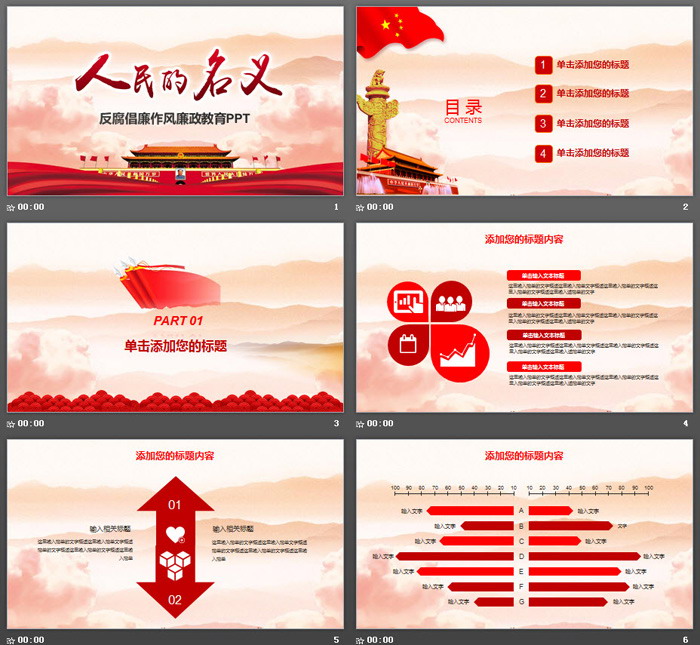 人民的名义
反腐倡廉作风廉政教育PPT
00:00
1
目录
CONTENTS
1 单击添加您的标题
2 单击添加您的标题
3 单击添加您的标题
4 单击添加您的标题
00:00
2
PART 01
单击添加您的标题
00:00
3
添加您的标题内容
单击输入文本标题
单击输入文本标题
单击输入文本标题
单击输入文本标题
00:00
4
添加您的标题内容
01
输入相关标题
输入相关标题
02
00:00
5
添加您的标题内容
100 90 80 70 60 50 40 30 20 10
10 20 30 40 50 60 70 80 90 100
输入文字 A 输入文字
输入文字 B 文字
输入文字 C 输入文字
输入文字 D 输入文字
输入文字 E 输入文字
输入文字 F 输入文字
输入文字 G 输入文字
00:00
6